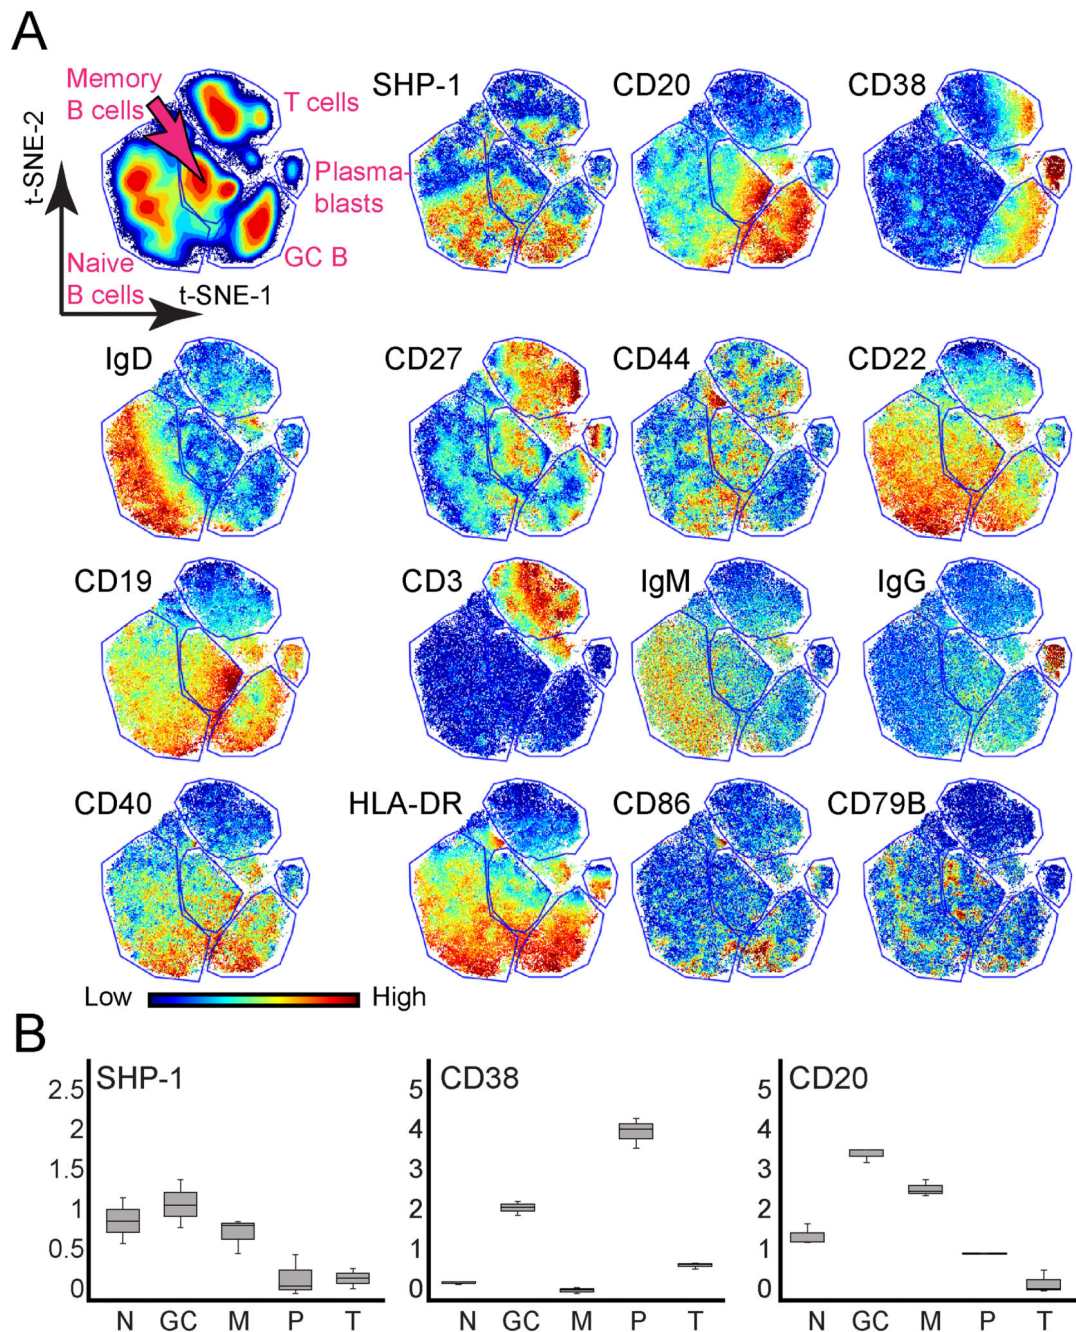 A
Memory
B cells
T cells
Plasma-
blasts
GC B
Naive
B cells
t-SNE-2
t-SNE-1
SHP-1
CD20
CD38
IgD
CD27
CD44
CD22
CD19
CD3
IgM
IgG
CD40
HLA-DR
CD86
CD79B
Low
High
B
SHP-1
2.5
2
1.5
1
0.5
0
N GC M P T
CD38
5
4
3
2
1
0
N GC M P T
CD20
5
4
3
2
1
0
N GC M P T